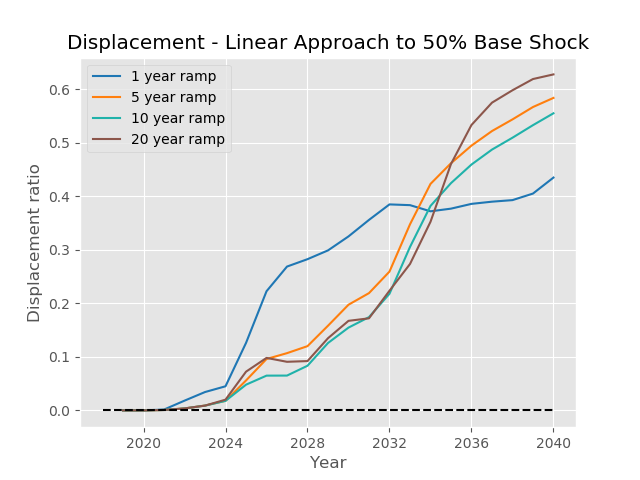 Displacement - Linear Approach to 50% Base Shock
1 year ramp
5 year ramp
10 year ramp
20 year ramp
0.6
0.5
0.4
0.3
0.2
0.1
0.0
Displacement ratio
2020 2024 2028 2032 2036 2040
Year